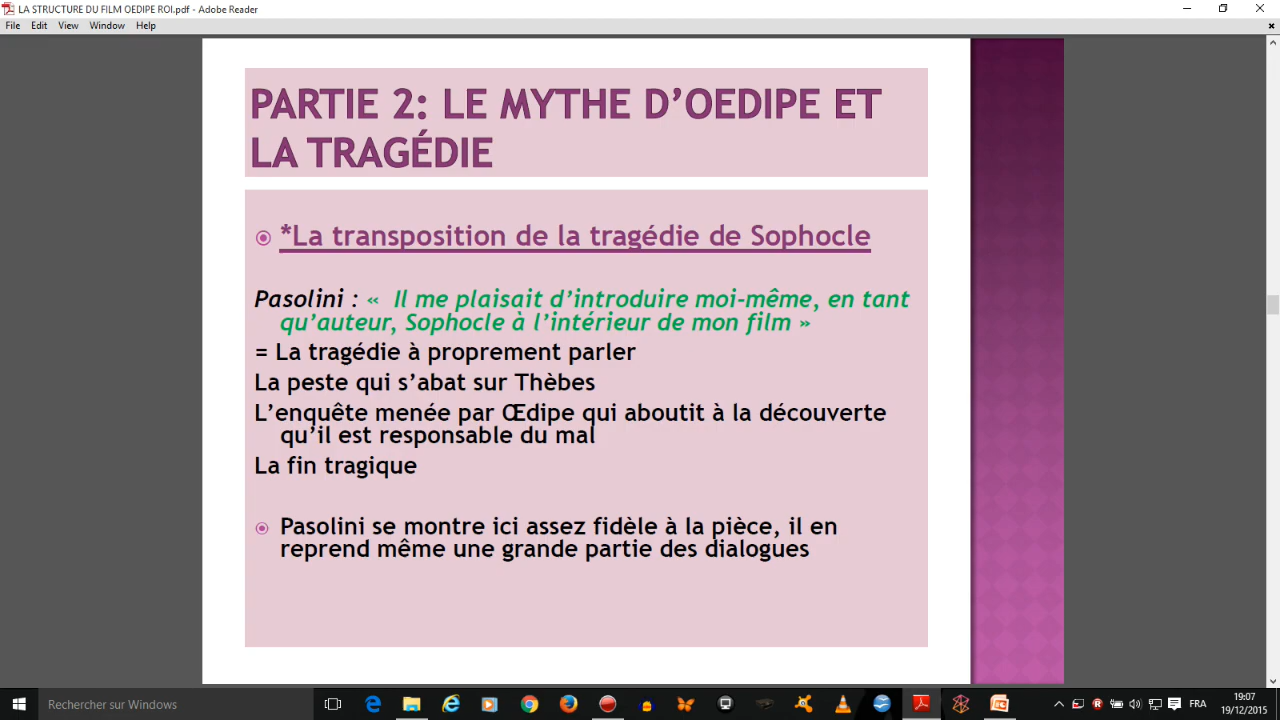 LA STRUCTURE DU FILM OEDIPE ROI.pdf - Adobe Reader
File Edit View Window Help
PARTIE 2: LE MYTHE D’OEDIPE ET
LA TRAGÉDIE
*La transposition de la tragédie de Sophocle
Pasolini : « Il me plaisait d’introduire moi-même, en tant
qu’auteur, Sophocle à l’intérieur de mon film »
= La tragédie à proprement parler
La peste qui s’abat sur Thèbes
L’enquête menée par Œdipe qui aboutit à la découverte
qu’il est responsable du mal
La fin tragique
Pasolini se montre ici assez fidèle à la pièce, il en
reprend même une grande partie des dialogues
Rechercher sur Windows
FRA
19:07
19/12/2015